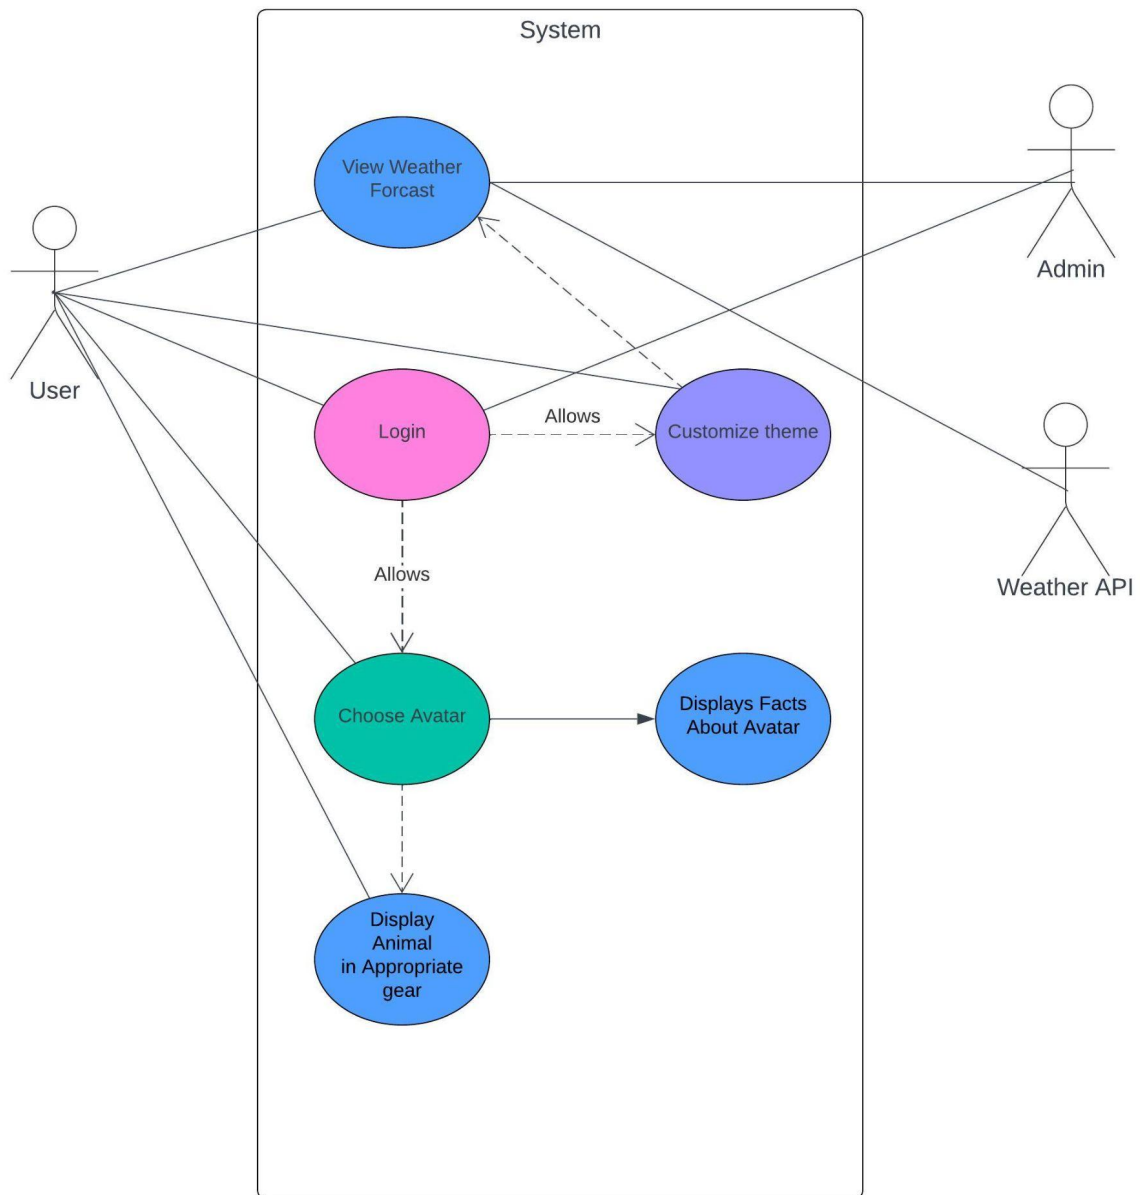 System
View Weather
Forcast
Admin
User
Login
Allows
Customize theme
Allows
Weather API
Choose Avatar
Displays Facts
About Avatar
Display
Animal
in Appropriate
gear